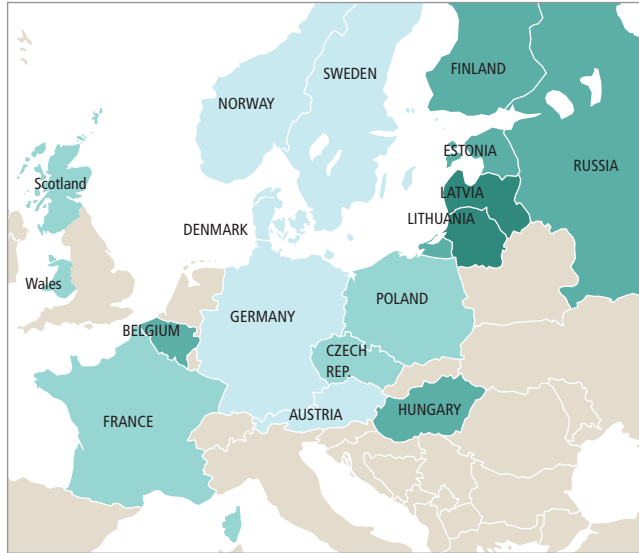 SWEDEN
FINLAND
NORWAY
ESTONIA
RUSSIA
Scotland
LATVIA
LITHUANIA
DENMARK
Wales
POLAND
GERMANY
BELGIUM
CZECH
REP.
AUSTRIA
HUNGARY
FRANCE